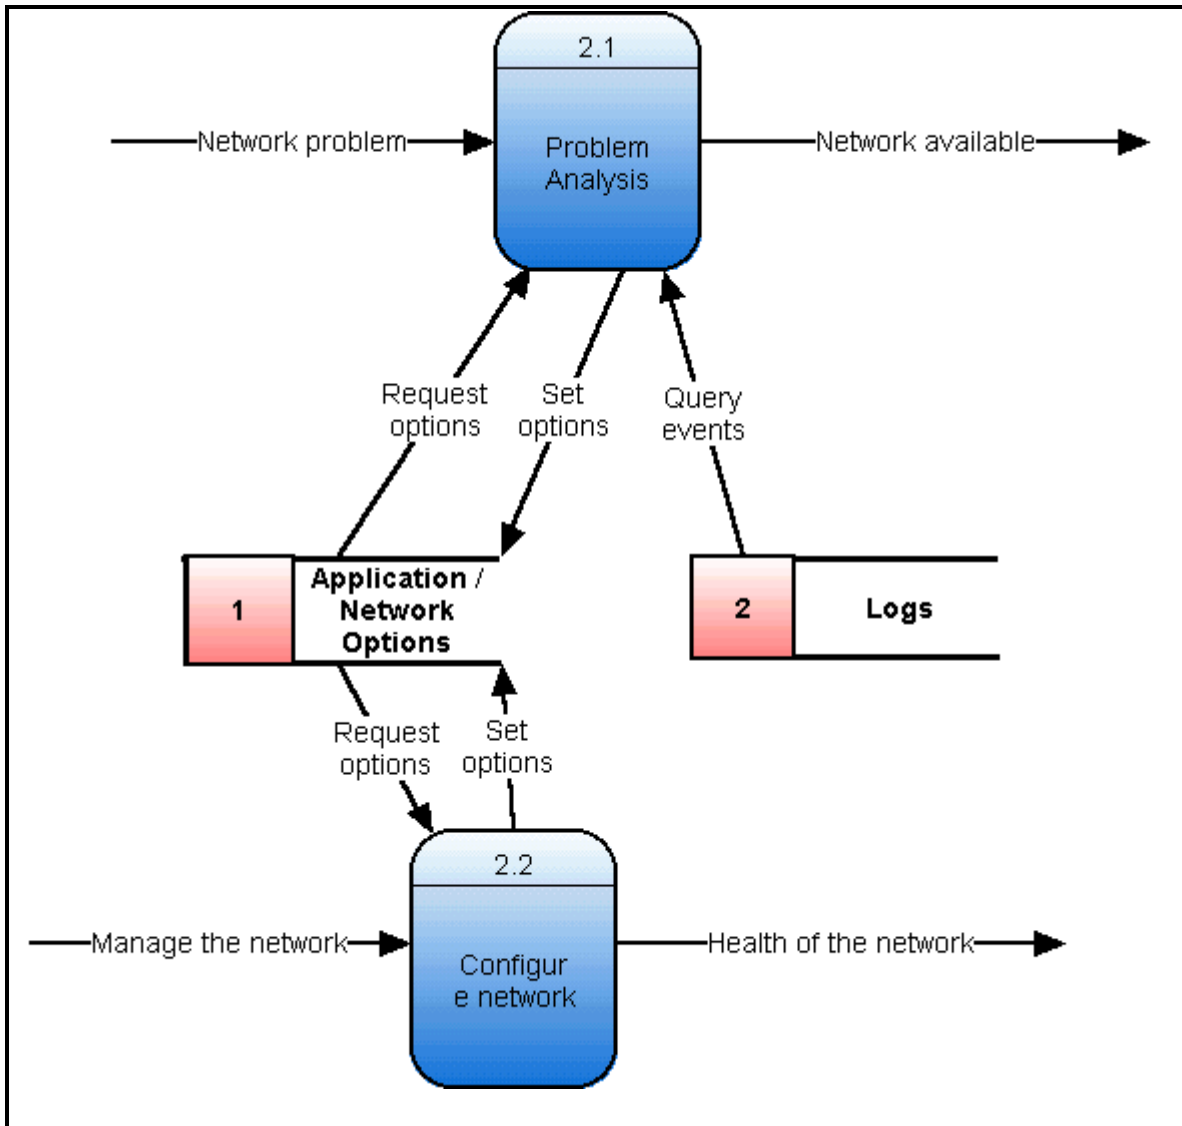 2.1
Network problem
Problem
Analysis
Network available
Request
options
Set
options
Query
events
1
Application /
Network
Options
2
Logs
Request
options
Set
options
2.2
Manage the network
Configur
e network
Health of the network